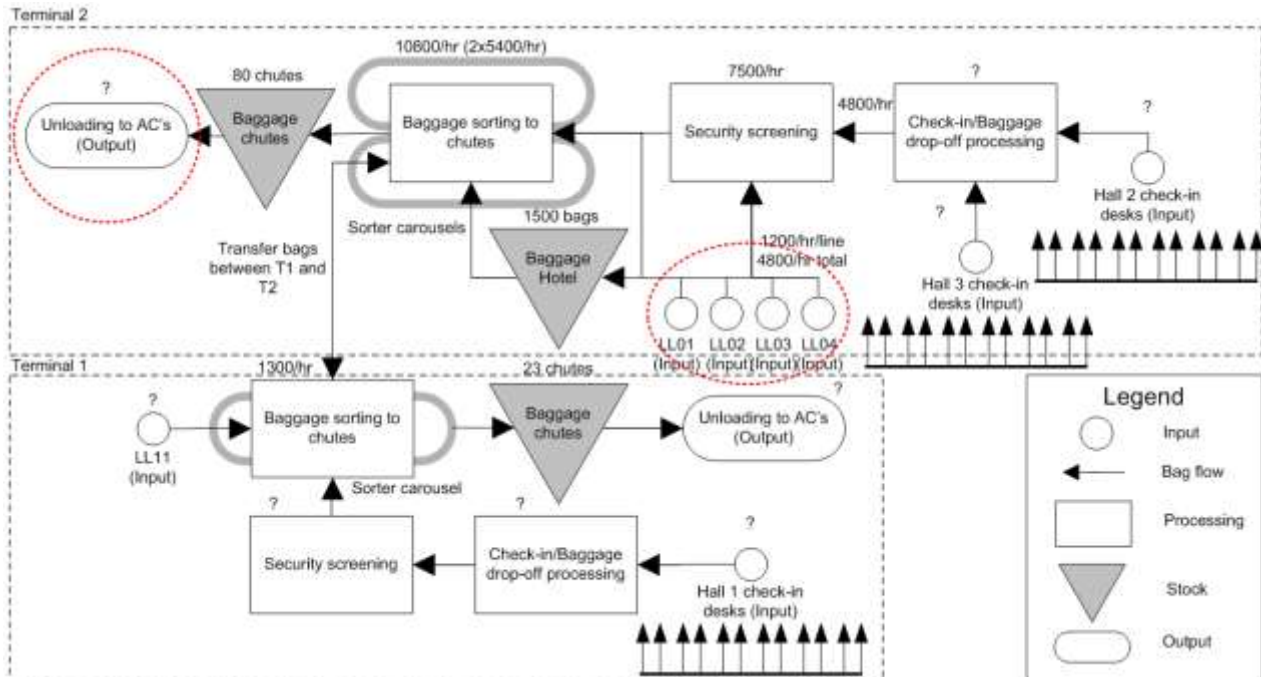 Terminal 2
10800/hr (2x5400/hr)
?
80 chutes
7500/hr
?
?
Unloading to AC's
(Output)
Baggage
chutes
Baggage sorting to
chutes
Security screening
4800/hr
Check-in/Baggage
drop-off processing
Hall 2 check-in
desks (Input)
?
Sorter carousels
1500 bags
Baggage
Hotel
Transfer bags
between T1 and
T2
1200/hr/line
4800/hr total
Hall 3 check-in
desks (Input)
LL01
(Input)
LL02
(Input)
LL03
(Input)
LL04
(Input)
Terminal 1
1300/hr
23 chutes
?
?
Baggage sorting to
chutes
Baggage
chutes
Unloading to AC's
(Output)
LL11
(Input)
Sorter carousel
?
?
?
Security screening
Check-in/Baggage
drop-off processing
Hall 1 check-in
desks (Input)
Legend
Input
Bag flow
Processing
Stock
Output